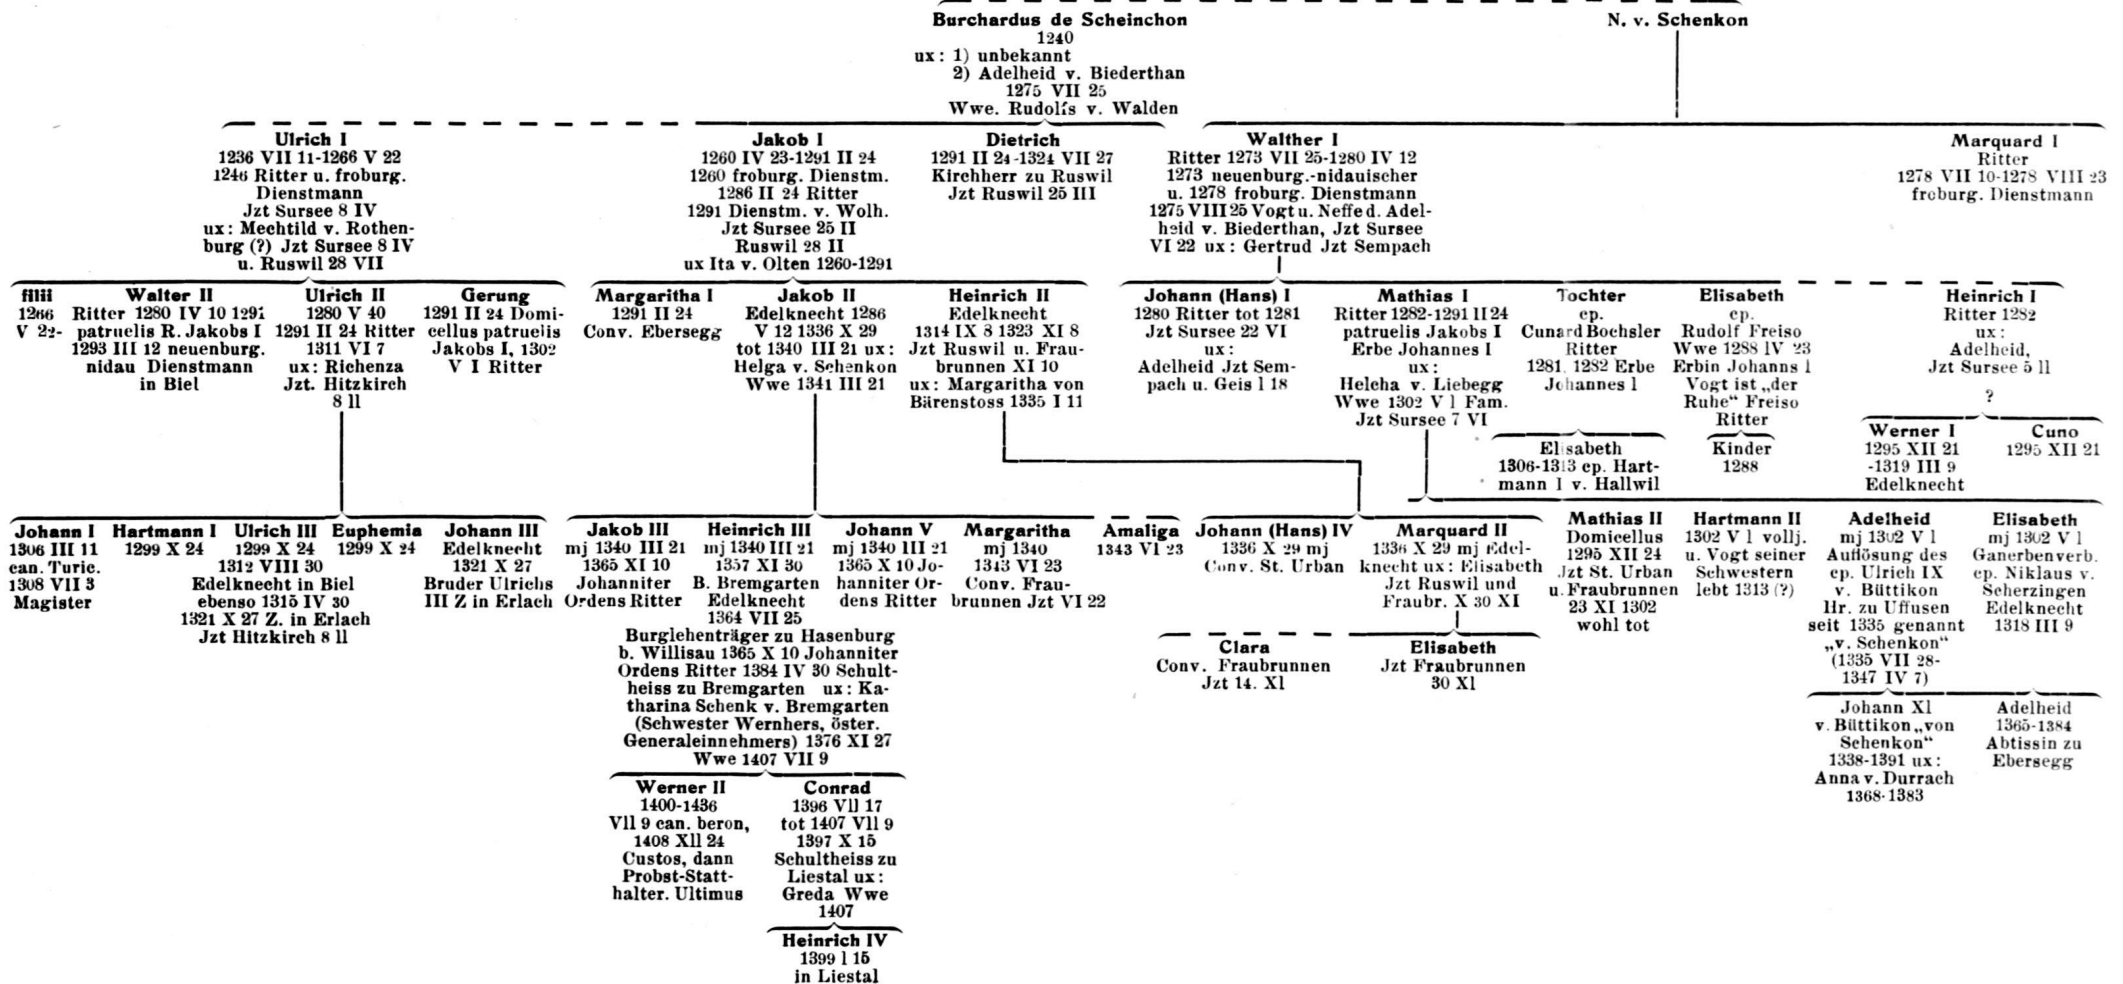 Burchardus de Scheinchon
1240
ux: 1) unbekannt
2) Adelheid v. Biederthan
1275 VII 25
Wwe. Rudolfs v. Walden
N. v. Schenkon
Ulrich I
1236 VII 11-1266 V 22
1246 Ritter u. froburg.
Dienstmann
Jzt Sursee 8 IV
ux: Mechtild v. Rothen-
burg (?) Jzt Sursee 8 IV
u. Ruswil 28 VII
Jakob I
1260 IV 23-1291 II 24
1260 froburg. Dienstm.
1286 II 24 Ritter
1291 Dienstm. v. Wolh.
Jzt Sursee 25 II
Ruswil 28 II
ux Ita v. Olten 1260-1291
Dietrich
1291 II 24-1324 VII 27
Kirchherr zu Ruswil
Jzt Ruswil 25 III
Walther I
Ritter 1273 VII 25-1280 IV 12
1273 neuenburg.-nidauischer
u. 1278 froburg. Dienstmann
1275 VIII 25 Vogt u. Neffe d. Adel-
heid v. Biederthan, Jzt Sursee
VI 22 ux: Gertrud Jzt Sempach
Marquard I
Ritter
1278 VII 10-1278 VIII 23
froburg. Dienstmann
filii
1266
V 22-
Walter II
Ritter 1280 IV 10 1291
patruelis R. Jakobs I
1293 III 12 neuenburg.
nidau Dienstmann
in Biel
Ulrich II
1280 V 40
1291 II 24 Ritter
1311 VI 7
ux: Richenza
Jzt. Hitzkirch
8 ll
Gerung
1291 II 24 Domi-
cellus patruelis
Jakobs I, 1302
V I Ritter
Margaritha I
1291 II 24
Conv. Ebersegg
Jakob II
Edelknecht 1286
V 12 1336 X 29
tot 1340 III 21 ux:
Helga v. Schenkon
Wwe 1341 III 21
Heinrich II
Edelknecht
1314 IX 8 1323 XI 8
Jzt Ruswil u. Frau-
brunnen XI 10
ux: Margaritha von
Bärenstoss 1335 I 11
Johann (Hans) I
1280 Ritter tot 1281
Jzt Sursee 22 VI
ux:
Adelheid Jzt Sem-
pach u. Geis l 18
Mathias I
Ritter 1282-1291 II 24
patruelis Jakobs I
Erbe Johannes I
ux:
Helcha v. Liebegg
Wwe 1302 V l Fam.
Jzt Sursee 7 VI
Tochter
cp.
Cunard Bochsler
Ritter
1281. 1282 Erbe
Johannes l
Elisabeth
cp.
Rudolf Freiso
Wwe 1288 IV 23
Erbin Johanns l
Vogt ist „der
Ruhe“ Freiso
Ritter
Heinrich I
Ritter 1282
ux:
Adelheid,
Jzt Sursee 5 ll
?
Elisabeth
1306-1313 cp. Hart-
mann l v. Hallwil
Kinder
1288
Werner I
1295 XII 21
-1319 III 9
Edelknecht
Cuno
1295 XII 21
Johann I
1306 III 11
can. Turic.
1308 VII 3
Magister
Hartmann I
1299 X 24
Ulrich III
1299 X 24
1312 VIII 30
Edelknecht in Biel
ebenso 1315 IV 30
1321 X 27 Z. in Erlach
Jzt Hitzkirch 8 ll
Euphemia
1299 X 24
Johann III
Edelknecht
1321 X 27
Bruder Ulrichs
III Z in Erlach
Jakob III
mj 1340 III 21
1365 XI 10
Johanniter
Ordens Ritter
Heinrich III
mj 1340 III 21
1357 XI 30
B. Bremgarten
Edelknecht
1364 VII 25
Burglehenträger zu Hasenburg
b. Willisau 1365 X 10 Johanniter
Ordens Ritter 1384 IV 30 Schult-
heiss zu Bremgarten ux: Ka-
tharina Schenk v. Bremgarten
(Schwester Wernhers, öster.
Generaleinnehmers) 1376 XI 27
Wwe 1407 VII 9
Johann V
mj 1340 III 21
1365 X 10 Jo-
hanniter Or-
dens Ritter
Margaritha
mj 1340
1343 VI 23
Conv. Frau-
brunnen Jzt VI 22
Amaliga
1343 VI 23
Johann (Hans) IV
1336 X 29 mj
Conv. St. Urban
Marquard II
1336 X 29 mj Edel-
knecht ux: Elisabeth
Jzt Ruswil und
Fraubr. X 30 XI
Mathias II
Domicellus
1295 XII 24
Jzt St. Urban
u. Fraubrunnen
23 XI 1302
wohl tot
Hartmann II
1302 V l vollj.
u. Vogt seiner
Schwestern
lebt 1313 (?)
Adelheid
mj 1302 V l
Auflösung des
cp. Ulrich IX
v. Büttikon
Hr. zu Uffusen
seit 1335 genannt
„v. Schenkon“
(1335 VII 28-
1347 IV 7)
Elisabeth
mj 1302 V l
Ganerbenverb.
cp. Niklaus v.
Scherzingen
Edelknecht
1318 III 9
Clara
Conv. Fraubrunnen
Jzt 14. Xl
Elisabeth
Jzt Fraubrunnen
30 Xl
Johann Xl
v. Büttikon „von
Schenkon“
1338-1391 ux:
Anna v. Durrach
1368-1383
Adelheid
1365-1384
Abtissin zu
Ebersegg
Werner II
1400-1436
Vll 9 can. beron,
1408 Xll 24
Custos, dann
Probst-Statt-
halter. Ultimus
Conrad
1396 Vll 17
tot 1407 Vll 9
1397 X 15
Schultheiss zu
Liestal ux:
Greda Wwe
1407
Heinrich IV
1399 l 15
in Liestal